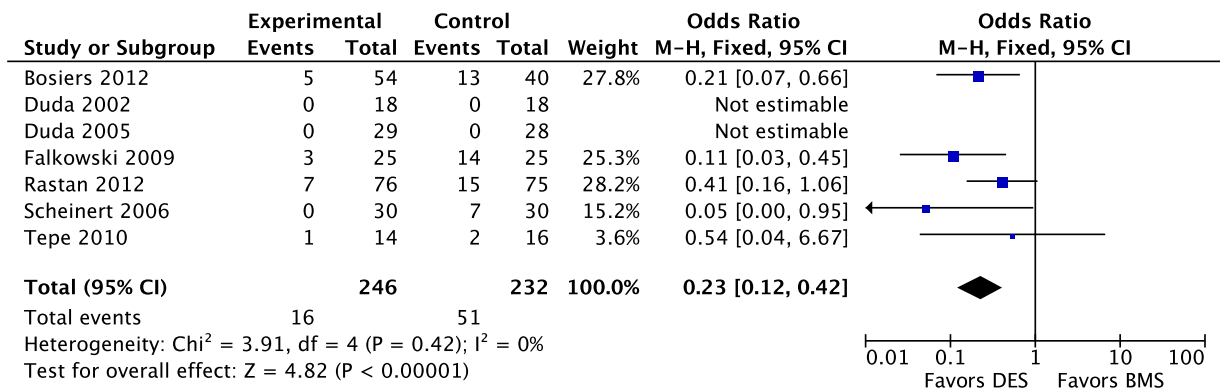 Experimental Control Odds Ratio Odds Ratio
Study or Subgroup Events Total Events Total Weight M-H, Fixed, 95% CI M-H, Fixed, 95% CI
Bosiers 2012 5 54 13 40 27.8% 0.21 [0.07, 0.66]
Duda 2002 0 18 0 18 Not estimable
Duda 2005 0 29 0 28 Not estimable
Falkowski 2009 3 25 14 25 25.3% 0.11 [0.03, 0.45]
Rastan 2012 7 76 15 75 28.2% 0.41 [0.16, 1.06]
Scheinert 2006 0 30 7 30 15.2% 0.05 [0.00, 0.95]
Tepe 2010 1 14 2 16 3.6% 0.54 [0.04, 6.67]
Total (95% CI) 246 232 100.0% 0.23 [0.12, 0.42]
Total events 16 51
Heterogeneity: Chi² = 3.91, df = 4 (P = 0.42); I² = 0%
Test for overall effect: Z = 4.82 (P < 0.00001)
0.01 0.1 1 10 100
Favors DES Favors BMS